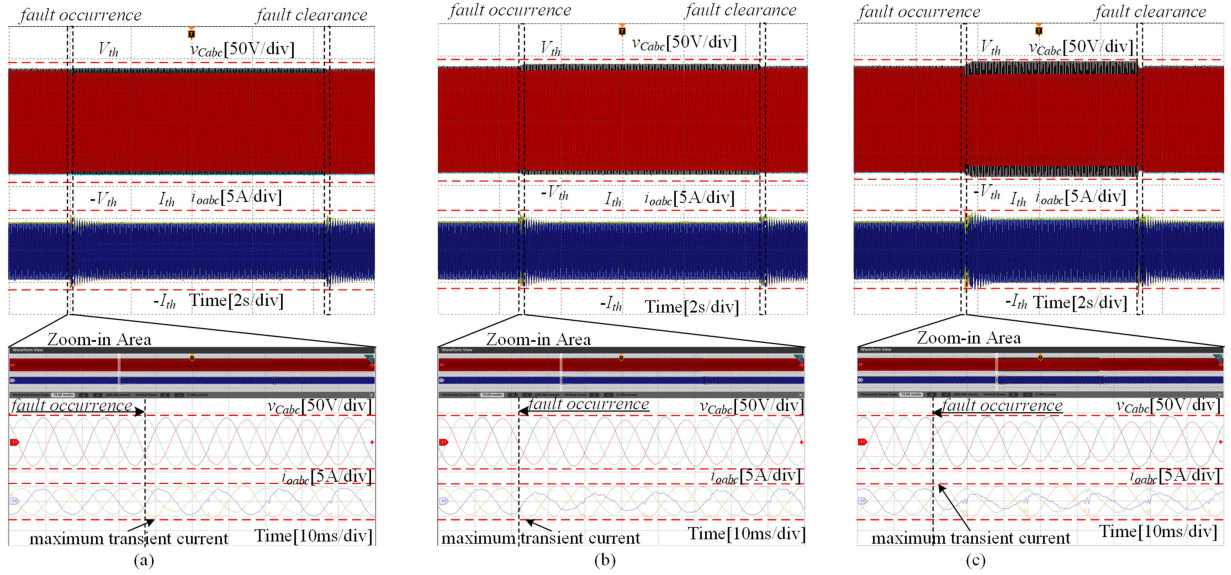 fault occurrence
fault clearance
V_th
v_Cabc[50V/div]
-V_th
I_th
i_oabc[5A/div]
-I_th
Time[2s/div]
Zoom-in Area
Waveform View
fault occurrence
v_Cabc[50V/div]
i_oabc[5A/div]
Time[10ms/div]
maximum transient current
(a)
fault occurrence
fault clearance
V_th
v_Cabc[50V/div]
-V_th
I_th
i_oabc[5A/div]
-I_th
Time[2s/div]
Zoom-in Area
Waveform View
fault occurrence
v_Cabc[50V/div]
i_oabc[5A/div]
Time[10ms/div]
maximum transient current
(b)
fault occurrence
fault clearance
V_th
v_Cabc[50V/div]
-V_th
I_th
i_oabc[5A/div]
-I_th
Time[2s/div]
Zoom-in Area
Waveform View
fault occurrence
v_Cabc[50V/div]
i_oabc[5A/div]
Time[10ms/div]
maximum transient current
(c)